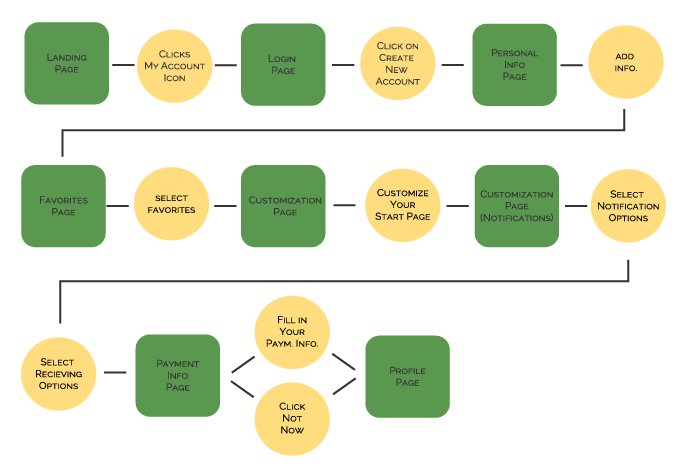 Landing
Page
Clicks
My Account
Icon
Login
Page
Click on
Create
New
Account
Personal
Info
Page
add
info.
Favorites
Page
select
favorites
Customization
Page
Customize
Your
Start Page
Customization
Page
(Notifications)
Select
Notification
Options
Select
Recieving
Options
Payment
Info
Page
Fill in
Your
Paym. Info.
Click
Not
Now
Profile
Page